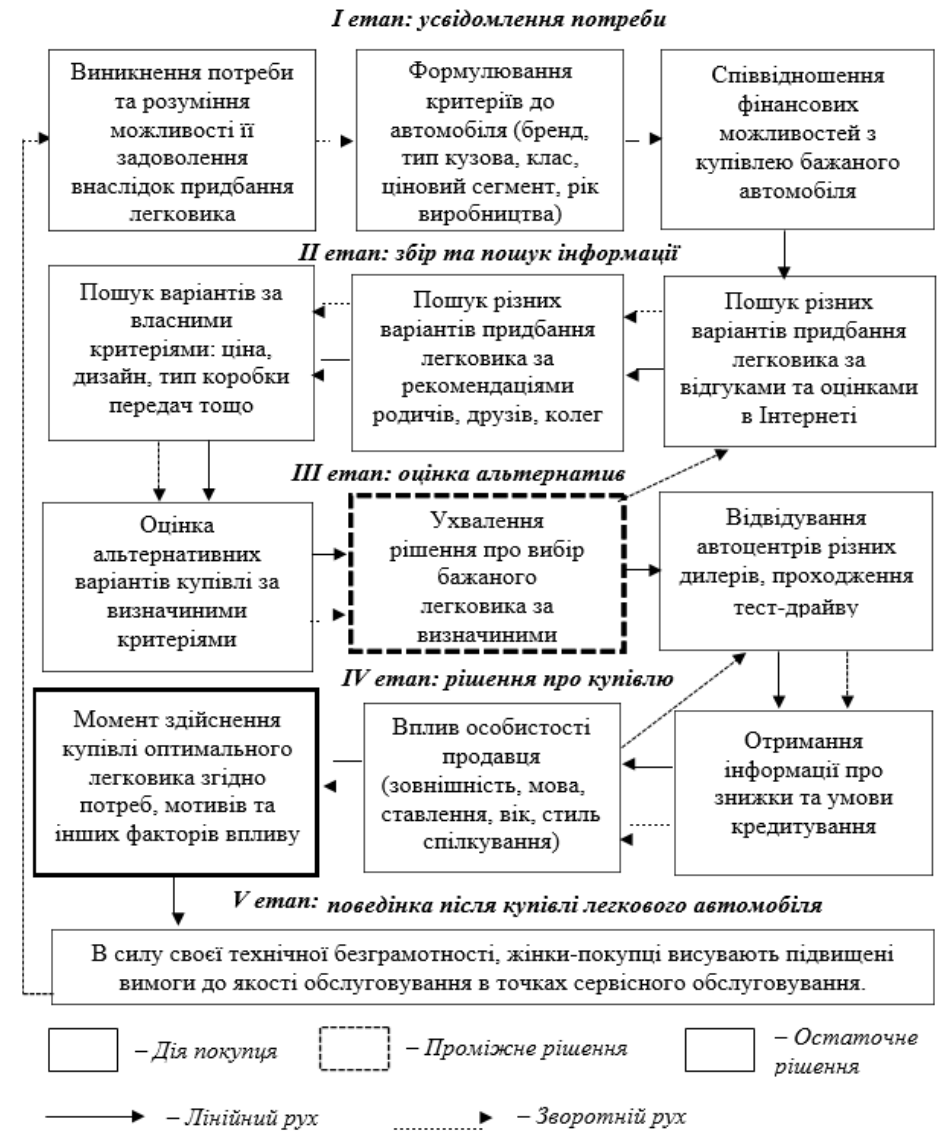 I етап: усвідомлення потреби
Виникнення потреби
та розуміння
можливості її
задоволення
внаслідок придбання
легковика
Формулювання
критеріїв до
автомобіля (бренд,
тип кузова, клас,
ціновий сегмент, рік
виробництва)
Співвідношення
фінансових
можливостей з
купівлею бажаного
автомобіля
II етап: збір та пошук інформації
Пошук варіантів за
власними
критеріями: ціна,
дизайн, тип коробки
передач тощо
Пошук різних
варіантів придбання
легковика за
рекомендаціями
родичів, друзів, колег
Пошук різних
варіантів придбання
легковика за
відгуками та оцінками
в Інтернеті
III етап: оцінка альтернатив
Оцінка
альтернативних
варіантів купівлі за
визначиними
критеріями
Ухвалення
рішення про вибір
бажаного
легковика за
визначиними
Відвідування
автоцентрів різних
дилерів, проходження
тест-драйву
IV етап: рішення про купівлю
Момент здійснення
купівлі оптимального
легковика згідно
потреб, мотивів та
інших факторів впливу
Вплив особистості
продавця
(зовнішність, мова,
ставлення, вік, стиль
спілкування)
Отримання
інформації про
знижки та умови
кредитування
V етап: поведінка після купівлі легкового автомобіля
В силу своєї технічної безграмотності, жінки-покупці висувають підвищені
вимоги до якості обслуговування в точках сервісного обслуговування.
– Дія покупця
– Проміжне рішення
– Остаточне
рішення
– Лінійний рух
– Зворотній рух